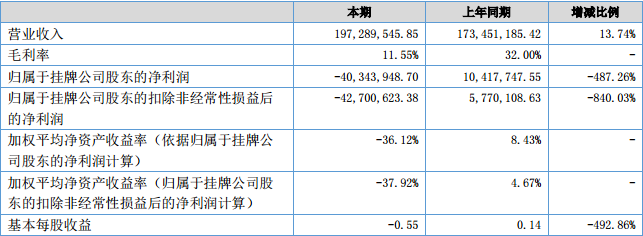 本期 上年同期 增减比例
营业收入 197,289,545.85 173,451,185.42 13.74%
毛利率 11.55% 32.00% -
归属于挂牌公司股东的净利润 -40,343,948.70 10,417,747.55 -487.26%
归属于挂牌公司股东的扣除非经常性损益后 -42,700,623.38 5,770,108.63 -840.03%
的净利润
加权平均净资产收益率（依据归属于挂牌公 -36.12% 8.43% -
司股东的净利润计算）
加权平均净资产收益率（归属于挂牌公司股 -37.92% 4.67% -
东的扣除非经常性损益后的净利润计算）
基本每股收益 -0.55 0.14 -492.86%